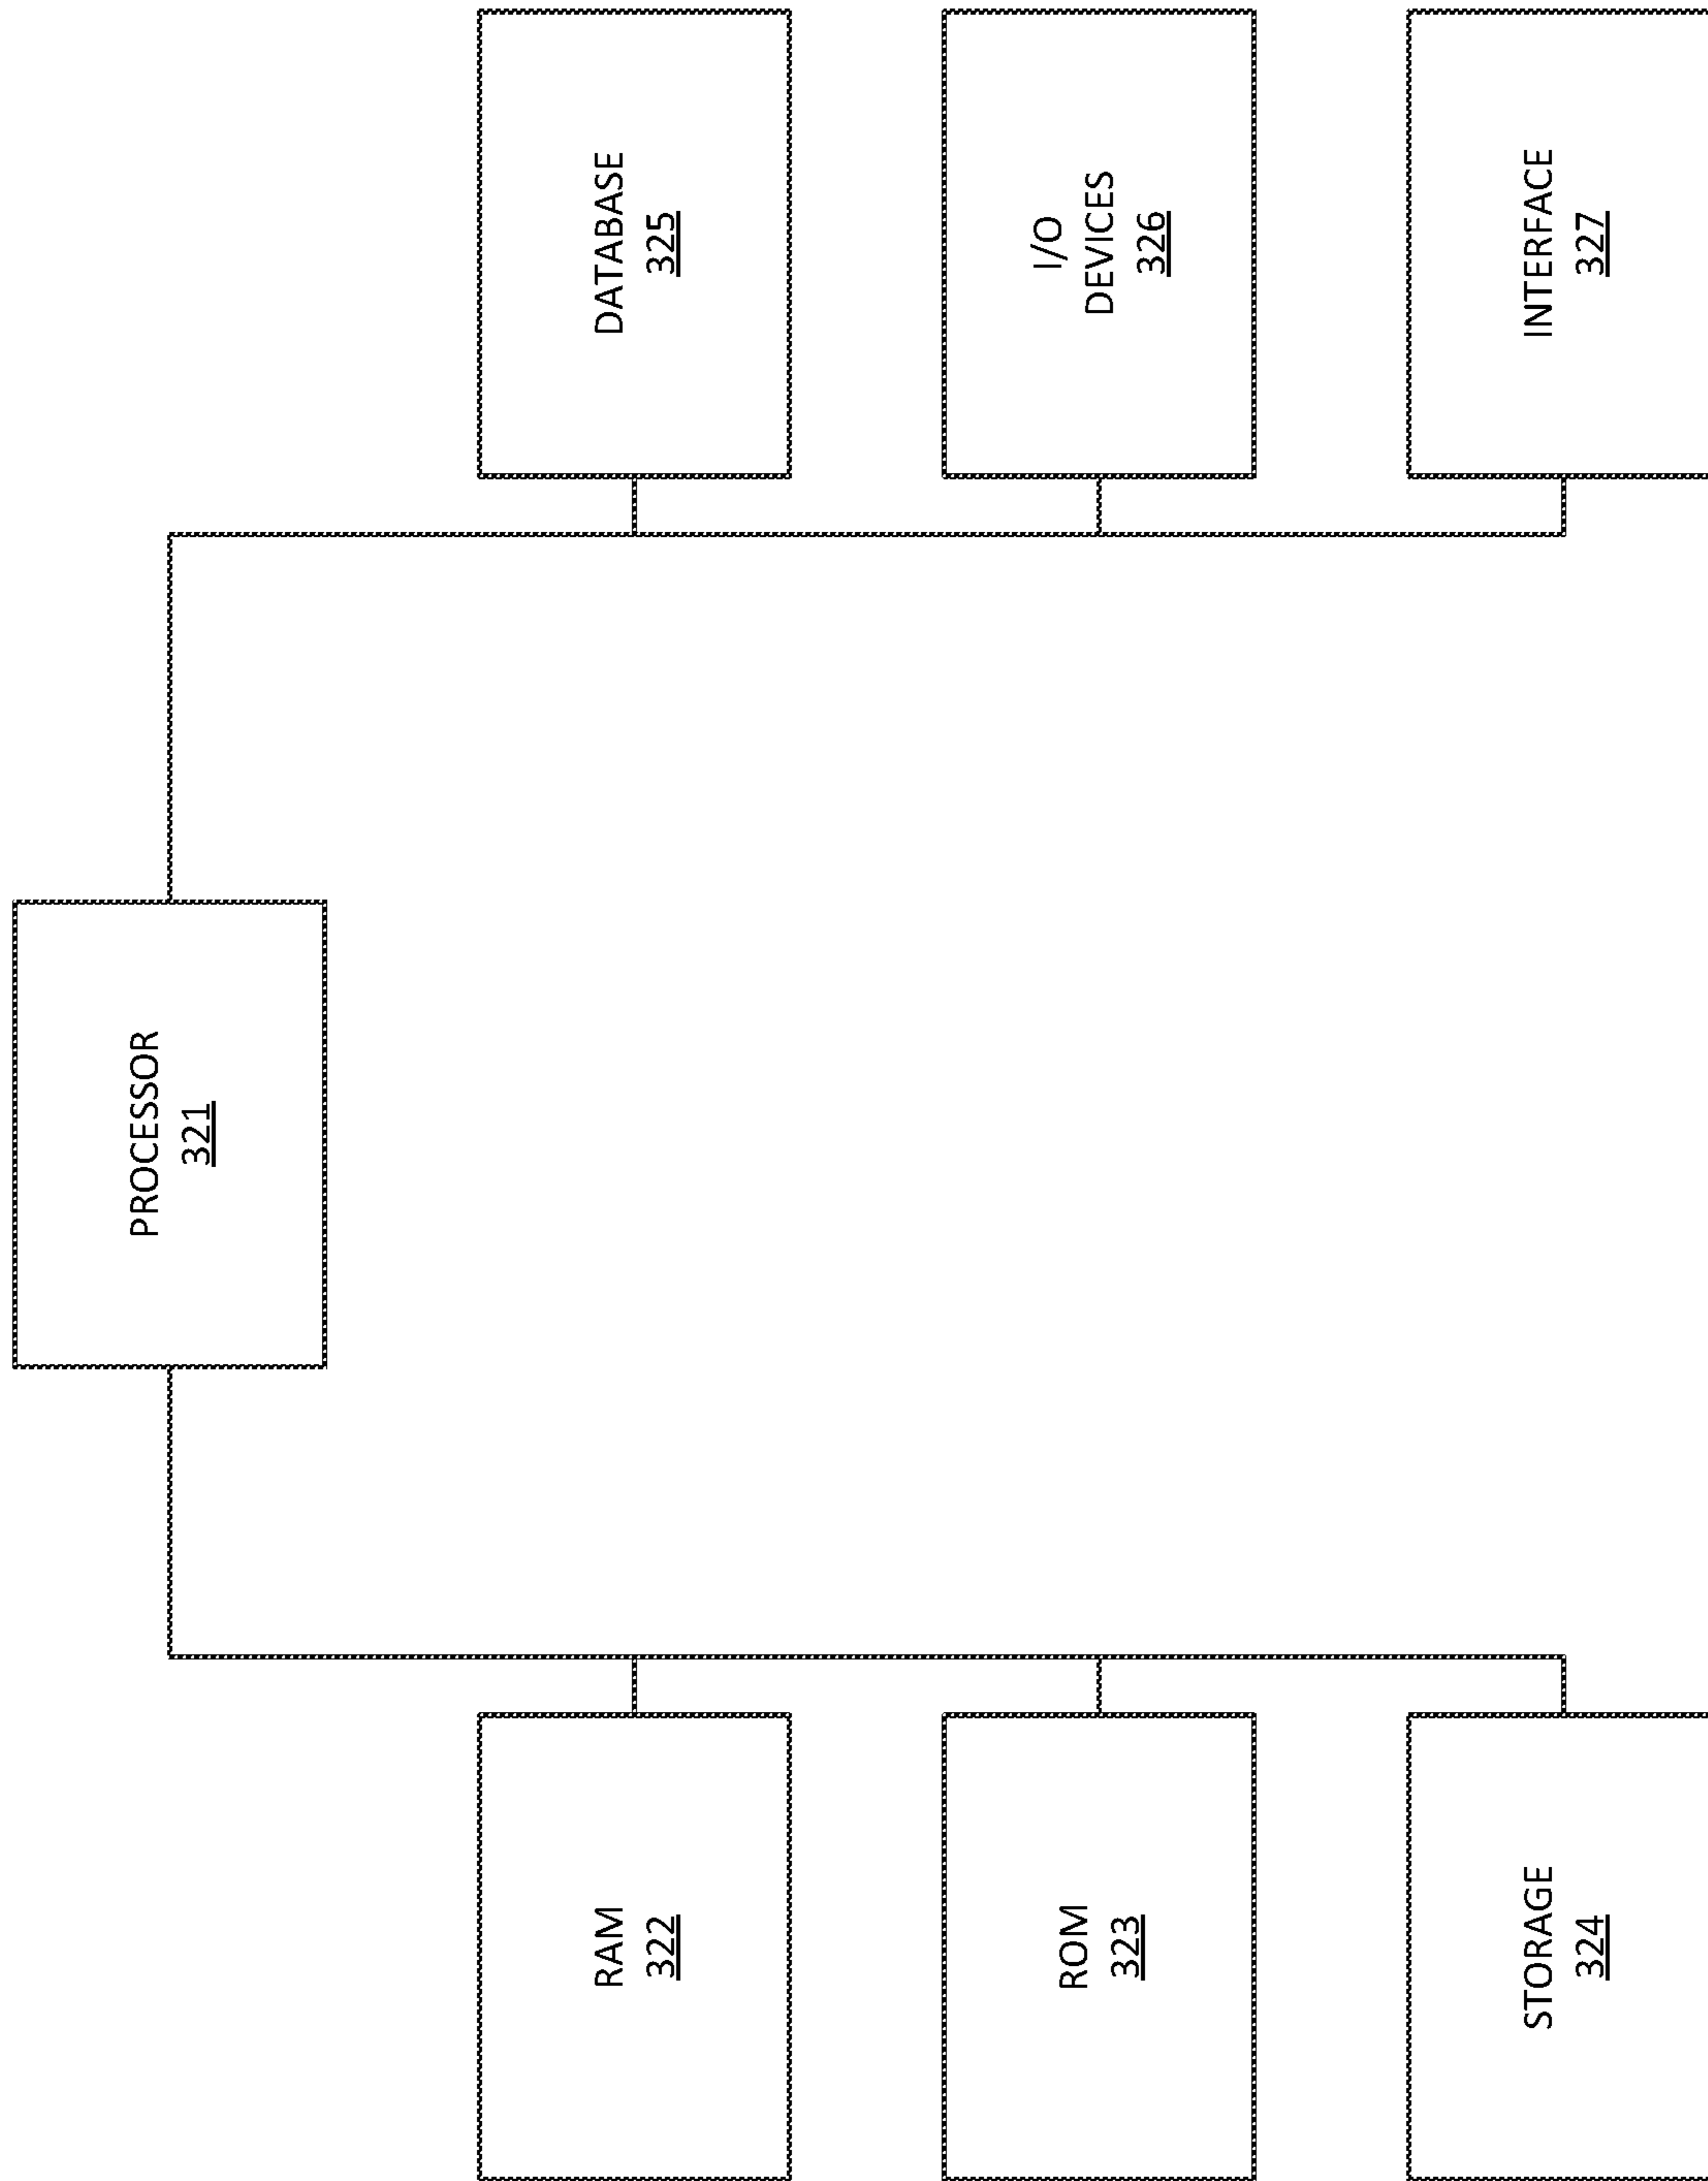 PROCESSOR
321
RAM
322
ROM
323
STORAGE
324
DATABASE
325
I/O
DEVICES
326
INTERFACE
327